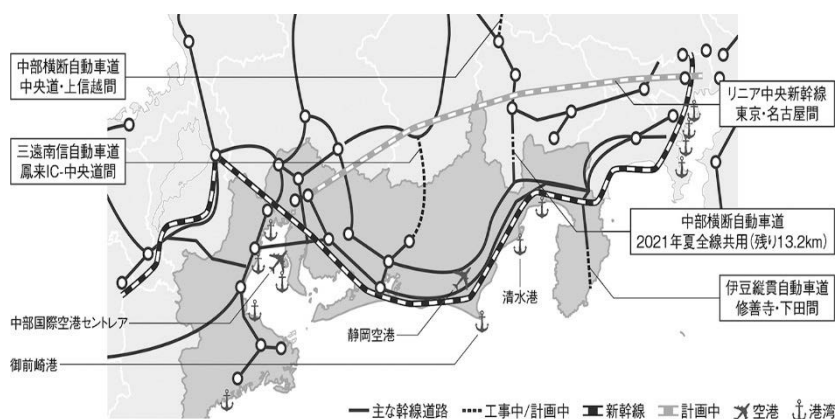 中部横断自動車道
中央道・上信越間
三遠南信自動車道
鳳来IC-中央道間
リニア中央新幹線
東京・名古屋間
中部横断自動車道
2021年夏全線共用(残り13.2km)
伊豆縦貫自動車道
修善寺・下田間
清水港
静岡空港
中部国際空港セントレア
御前崎港
主な幹線道路
工事中/計画中
新幹線
計画中
空港
港湾